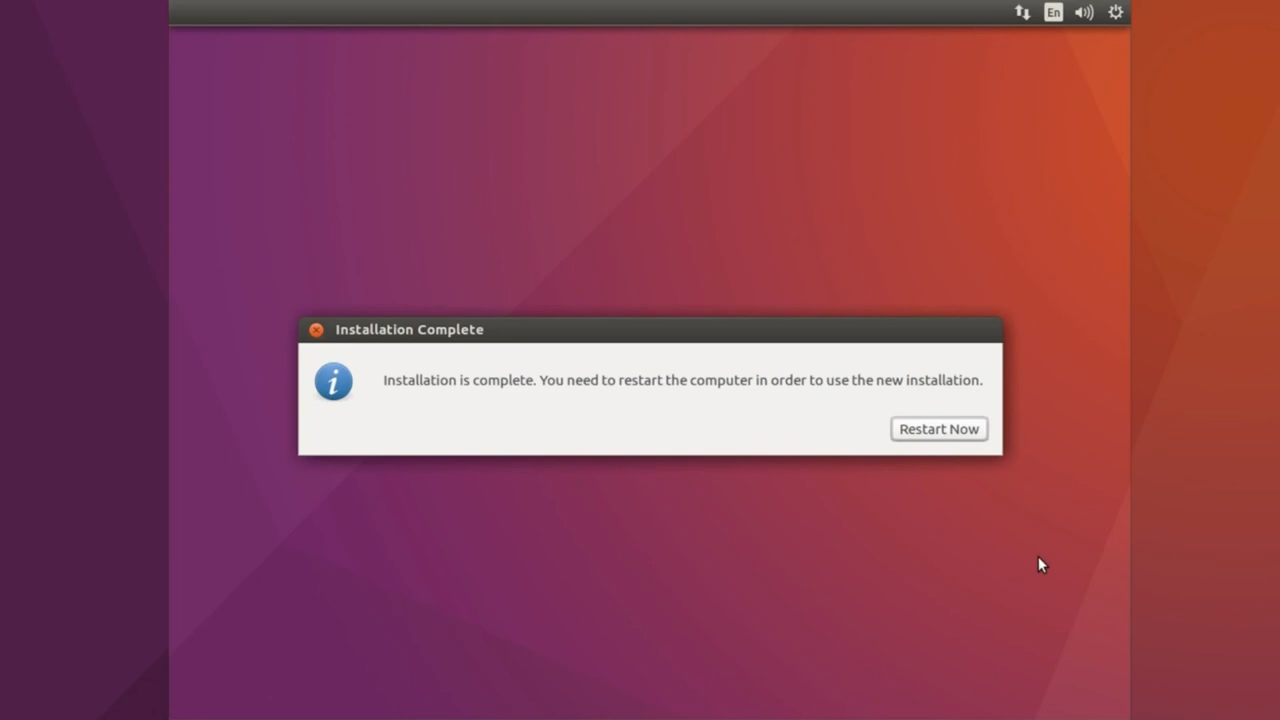 En
Installation Complete
Installation is complete. You need to restart the computer in order to use the new installation.
Restart Now